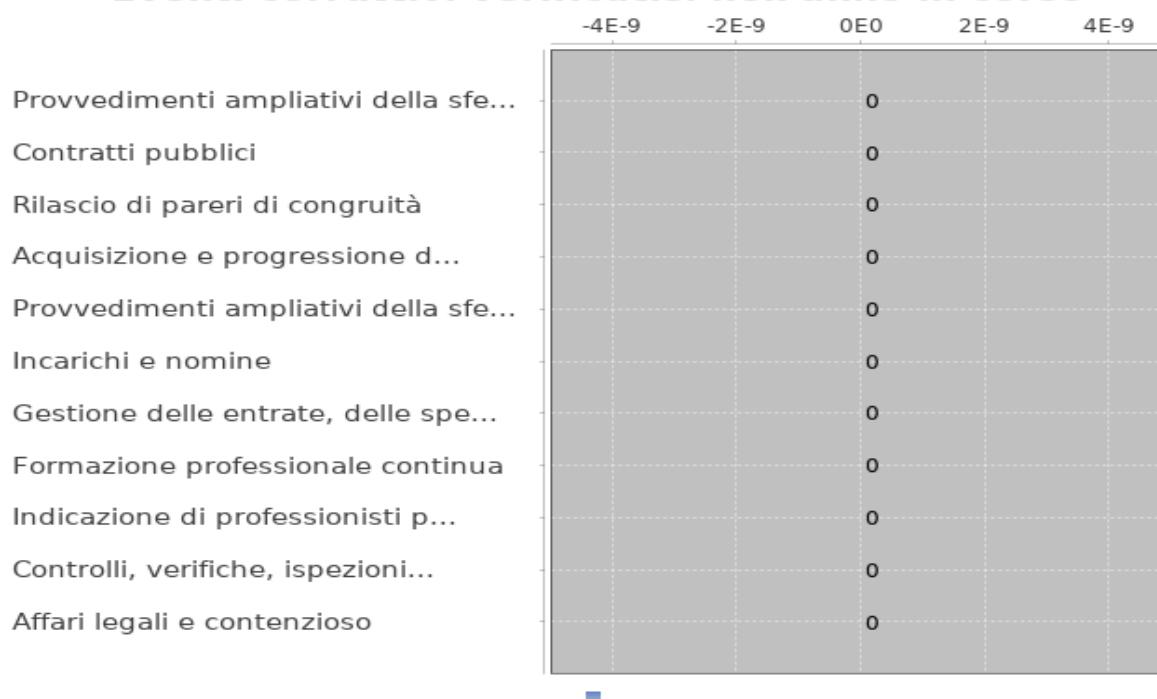 -4E-9 -2E-9 0E0 2E-9 4E-9
Provvedimenti ampliativi della sfe... 0
Contratti pubblici 0
Rilascio di pareri di congruità 0
Acquisizione e progressione d... 0
Provvedimenti ampliativi della sfe... 0
Incarichi e nomine 0
Gestione delle entrate, delle spe... 0
Formazione professionale continua 0
Indicazione di professionisti p... 0
Controlli, verifiche, ispezioni... 0
Affari legali e contenzioso 0